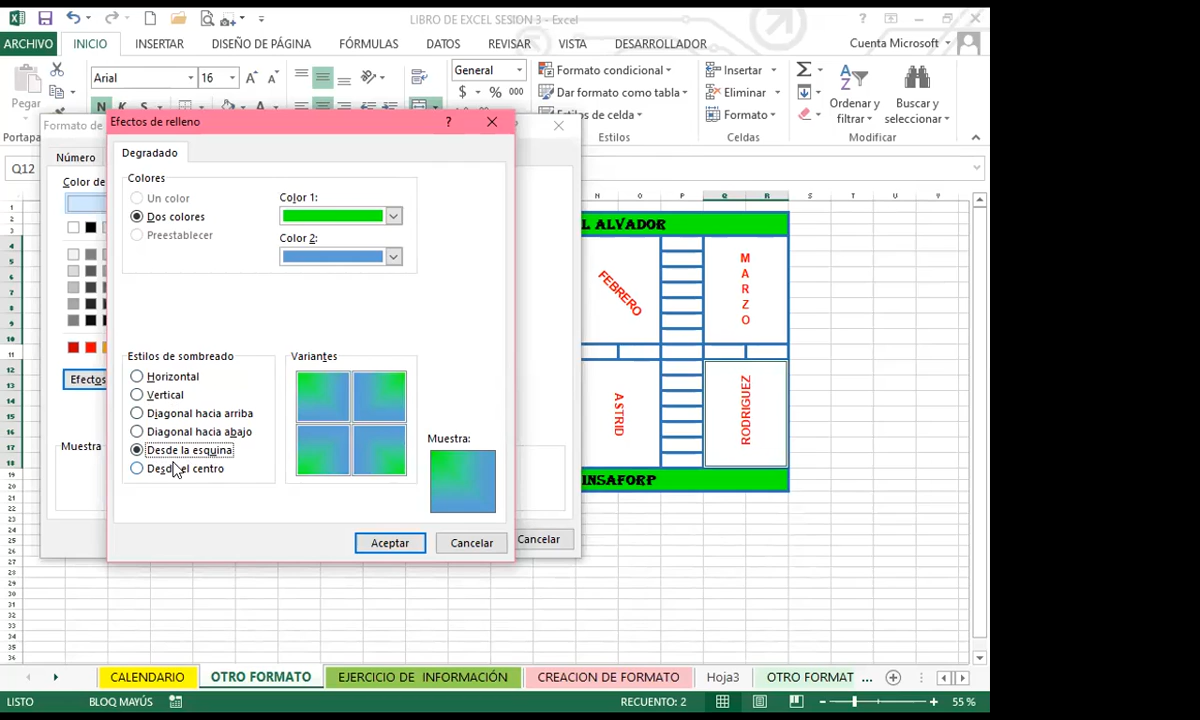 LIBRO DE EXCEL SESION 3 - Excel
ARCHIVO INICIO INSERTAR DISEÑO DE PÁGINA FÓRMULAS DATOS REVISAR VISTA DESARROLLADOR Cuenta Microsoft
Pegar
Arial 16 General
Formato condicional
Dar formato como tabla
Estilos de celda
Insertar
Eliminar
Formato
Ordenar y
filtrar
Buscar y
seleccionar
Portapa
Estilos Celdas Modificar
Q12
Formato de
Número
Color de
Efectos
Muestra
Cancelar
Efectos de relleno
Degradado
Colores
Un color
Dos colores
Preestablecer
Color 1:
Color 2:
Estilos de sombreado
Horizontal
Vertical
Diagonal hacia arriba
Diagonal hacia abajo
Desde la esquina
Desde el centro
Variantes
Muestra:
Aceptar Cancelar
N O P Q R S T U V
L ALVADOR
FEBRERO
MARZO
ASTRID
RODRIGUEZ
INSAFORP
CALENDARIO OTRO FORMATO EJERCICIO DE INFORMACIÓN CREACION DE FORMATO Hoja3 OTRO FORMAT ...
LISTO BLOQ MAYÚS RECUENTO: 2 55 %